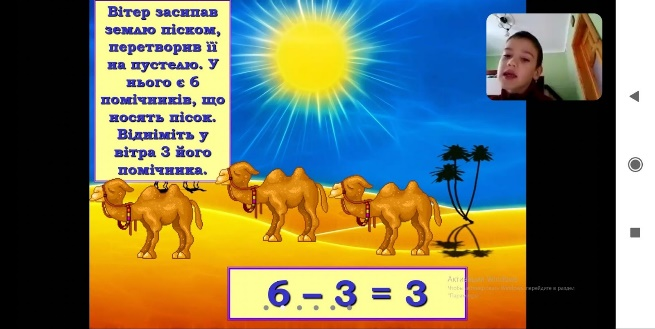 Вітер засипав
землю піском,
перетворив її
на пустелю. У
нього є 6
помічників, що
носять пісок.
Відніміть у
вітра 3 його
помічника.
6 – 3 = 3